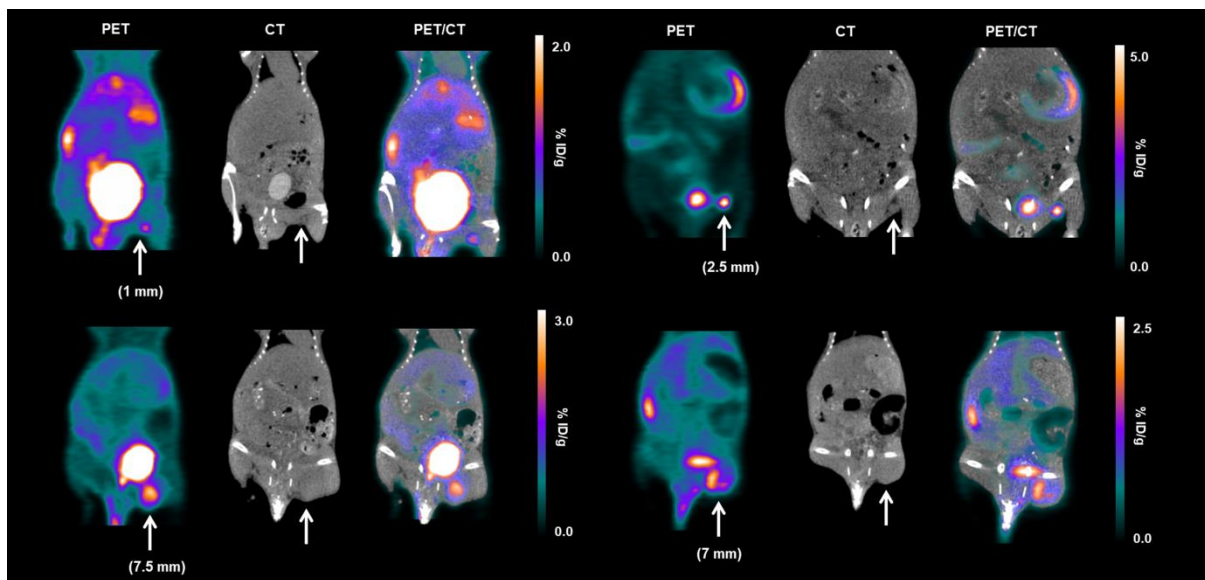 PET CT PET/CT PET CT PET/CT
2.0 5.0
% ID/g % ID/g
0.0 0.0
(1 mm) (2.5 mm)
3.0 2.5
% ID/g % ID/g
0.0 0.0
(7.5 mm) (7 mm)